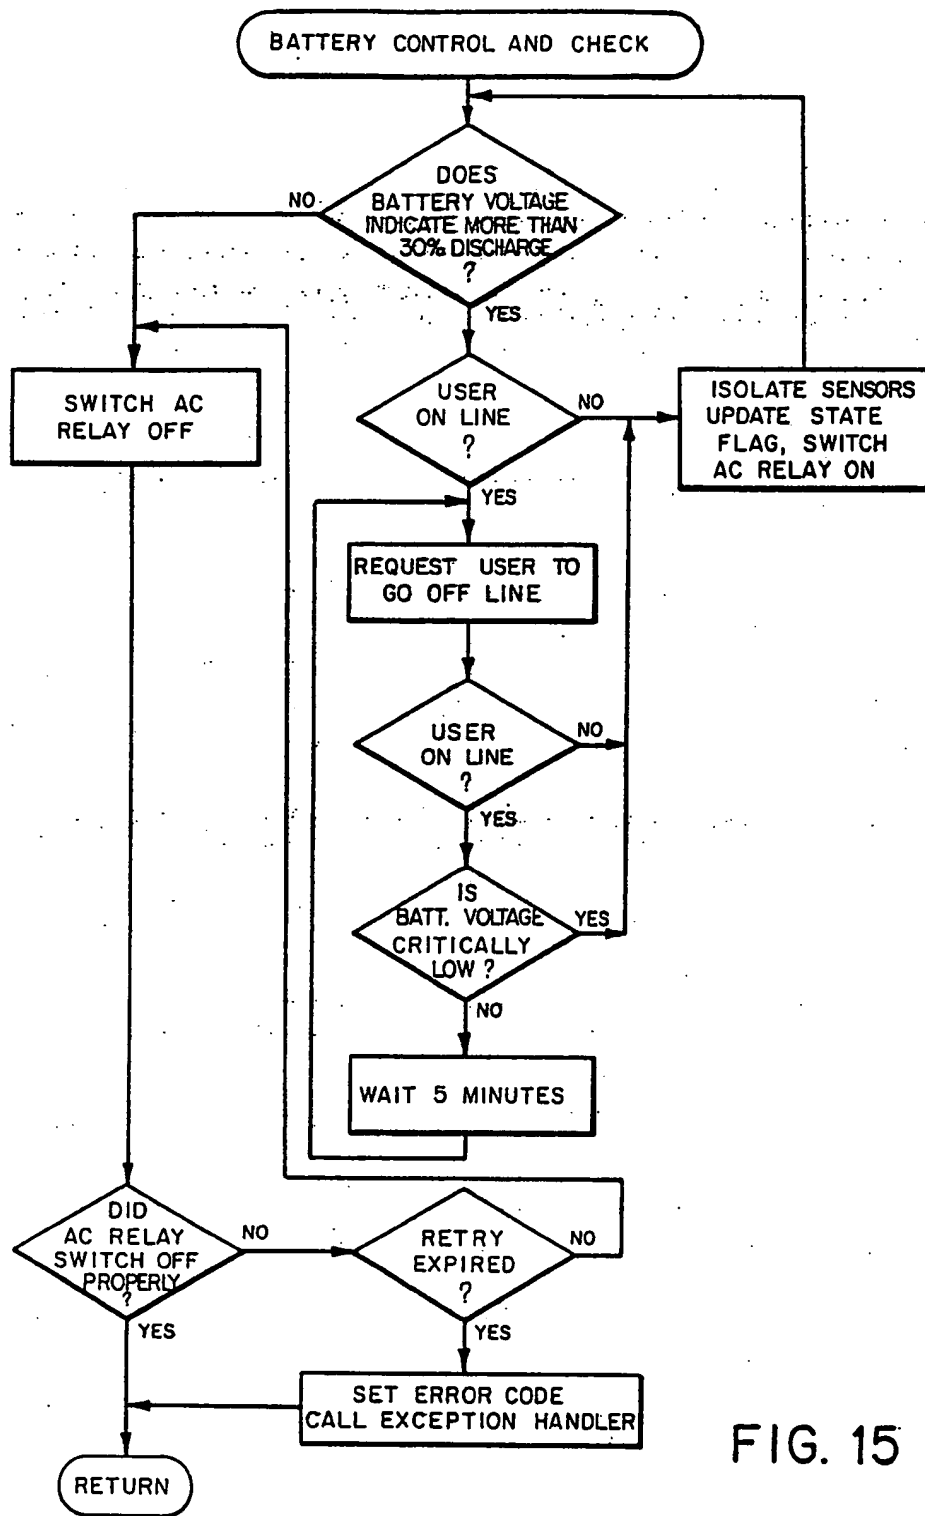 BATTERY CONTROL AND CHECK
DOES
BATTERY VOLTAGE
INDICATE MORE THAN
30% DISCHARGE
?
NO
YES
SWITCH AC
RELAY OFF
USER
ON LINE
?
NO
YES
ISOLATE SENSORS
UPDATE STATE
FLAG, SWITCH
AC RELAY ON
REQUEST USER TO
GO OFF LINE
USER
ON LINE
?
NO
YES
IS
BATT. VOLTAGE
CRITICALLY
LOW ?
YES
NO
WAIT 5 MINUTES
DID
AC RELAY
SWITCH OFF
PROPERLY
?
NO
YES
RETRY
EXPIRED
?
NO
YES
SET ERROR CODE
CALL EXCEPTION HANDLER
RETURN
FIG. 15